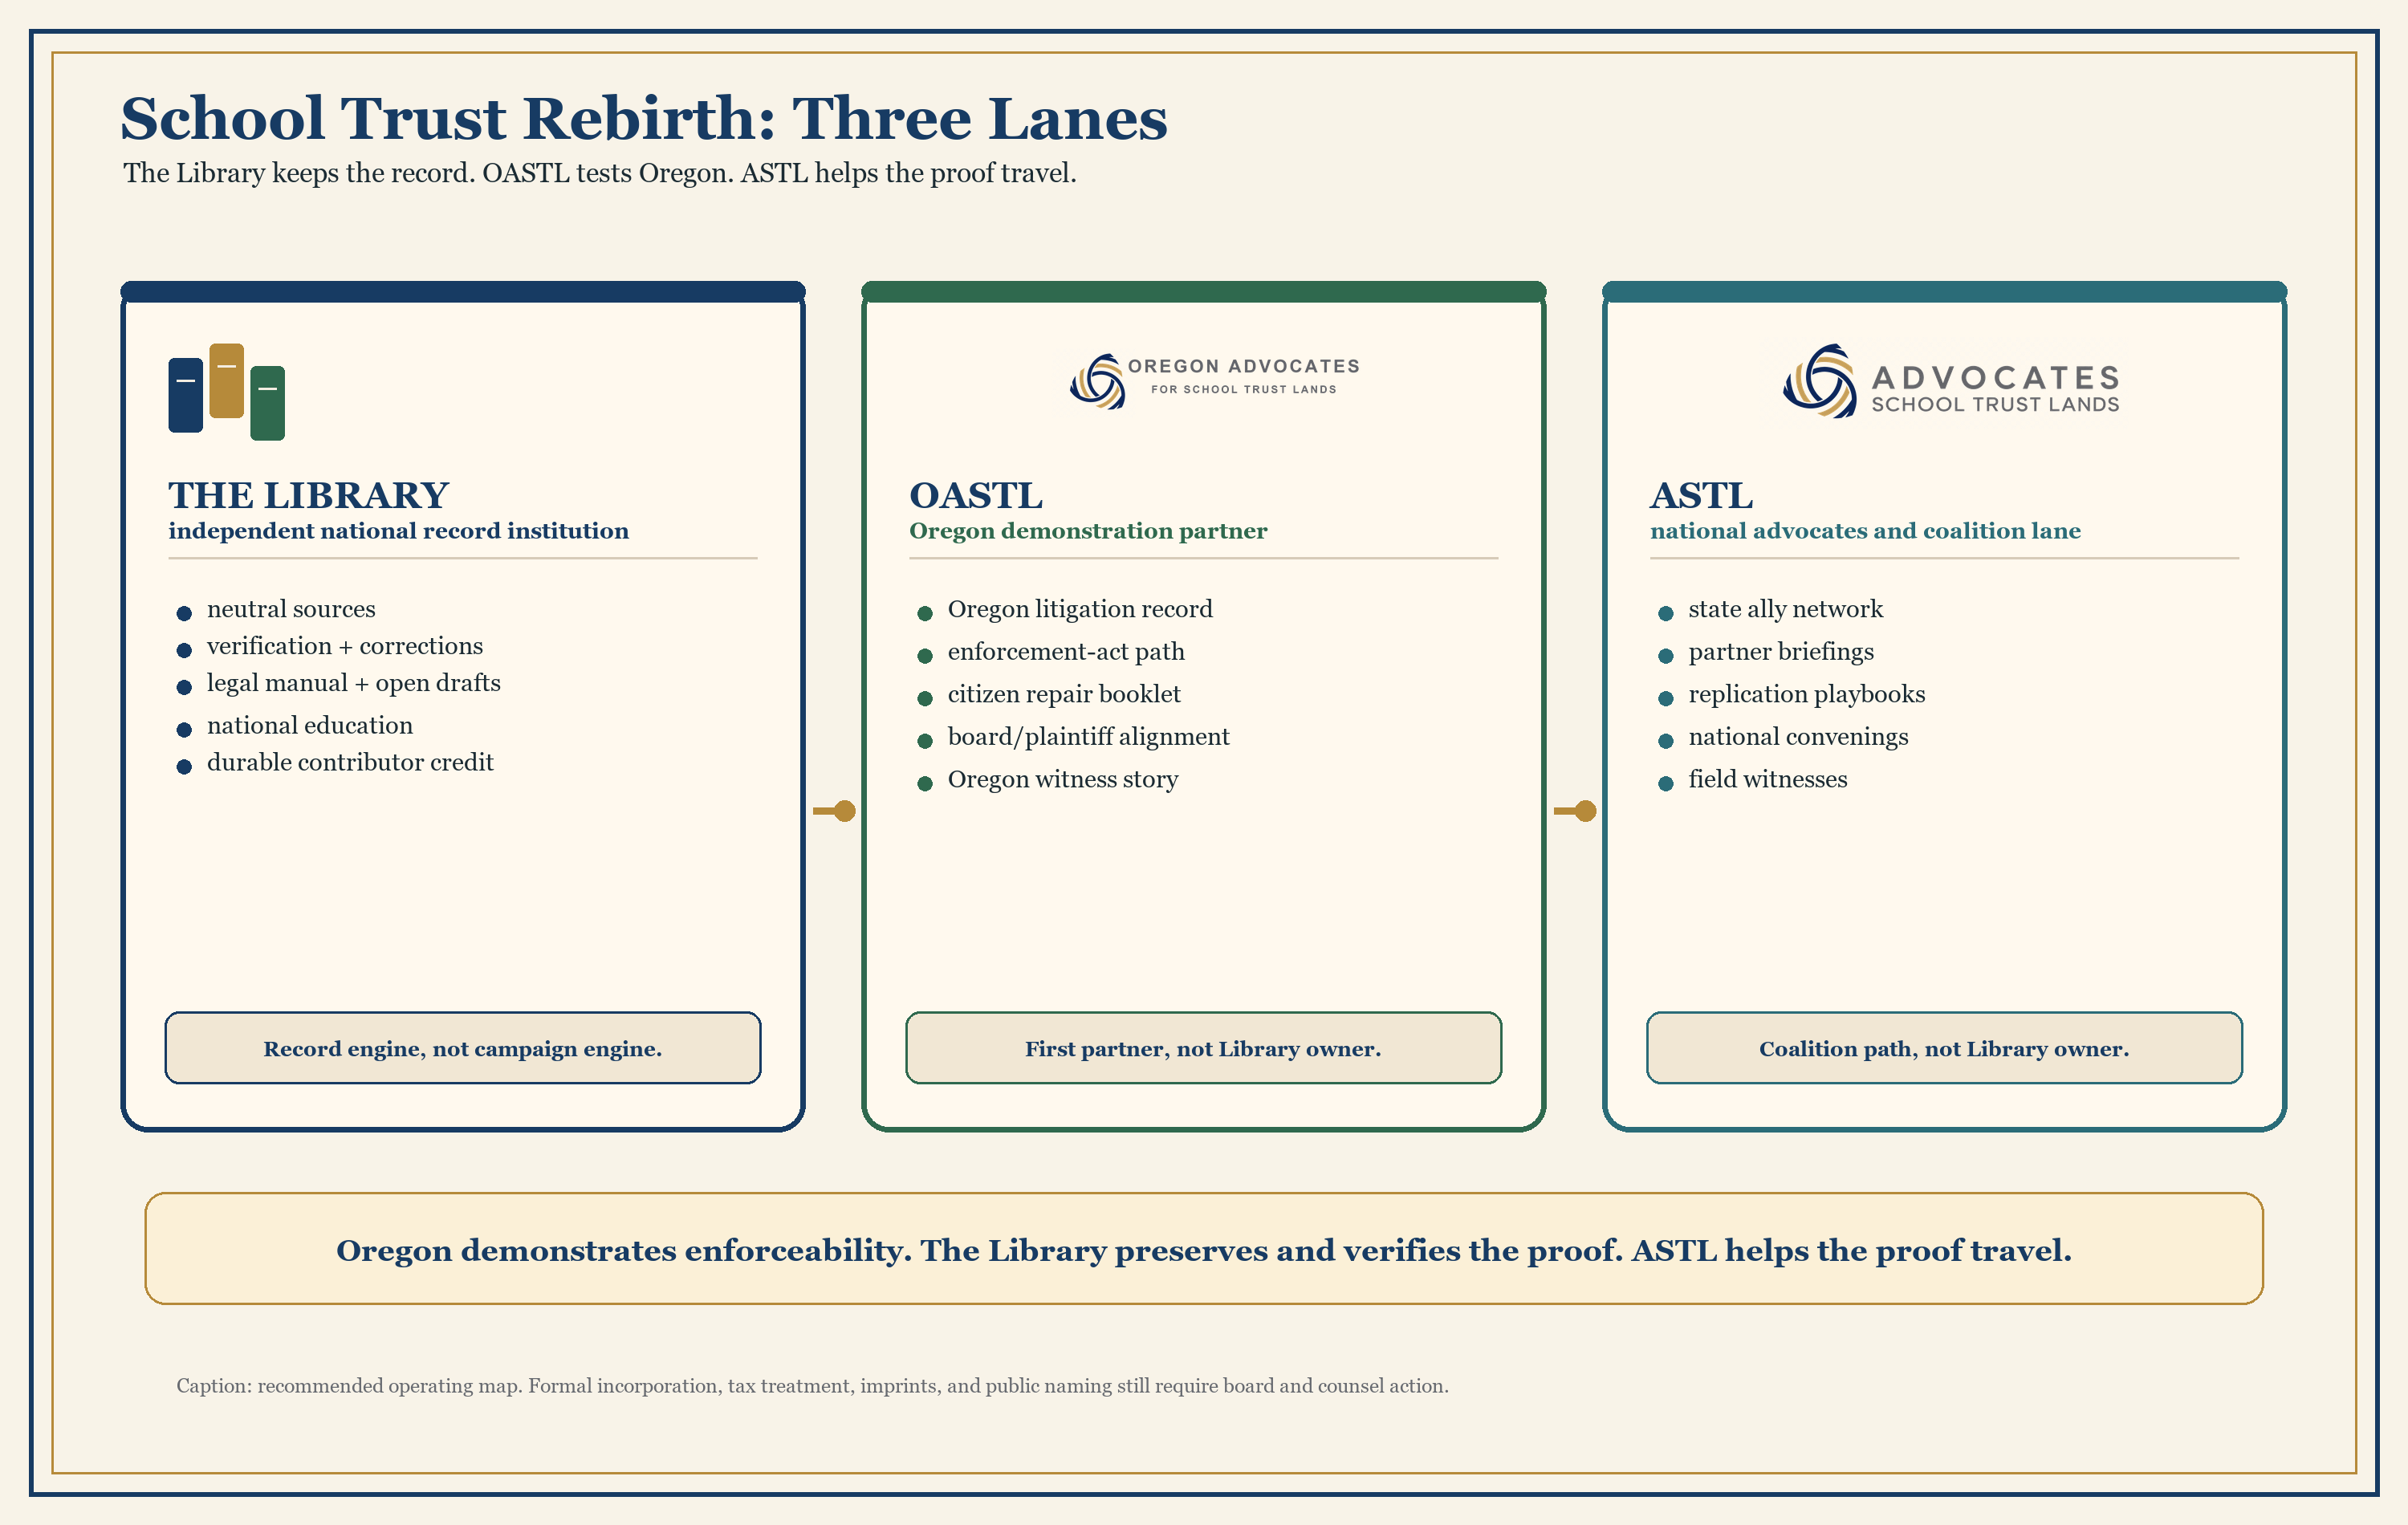 School Trust Rebirth: Three Lanes
The Library keeps the record. OASTL tests Oregon. ASTL helps the proof travel.
THE LIBRARY
independent national record institution
neutral sources
verification + corrections
legal manual + open drafts
national education
durable contributor credit
Record engine, not campaign engine.
OREGON ADVOCATES
FOR SCHOOL TRUST LANDS
OASTL
Oregon demonstration partner
Oregon litigation record
enforcement-act path
citizen repair booklet
board/plaintiff alignment
Oregon witness story
First partner, not Library owner.
ADVOCATES
SCHOOL TRUST LANDS
ASTL
national advocates and coalition lane
state ally network
partner briefings
replication playbooks
national convenings
field witnesses
Coalition path, not Library owner.
Oregon demonstrates enforceability. The Library preserves and verifies the proof. ASTL helps the proof travel.
Caption: recommended operating map. Formal incorporation, tax treatment, imprints, and public naming still require board and counsel action.